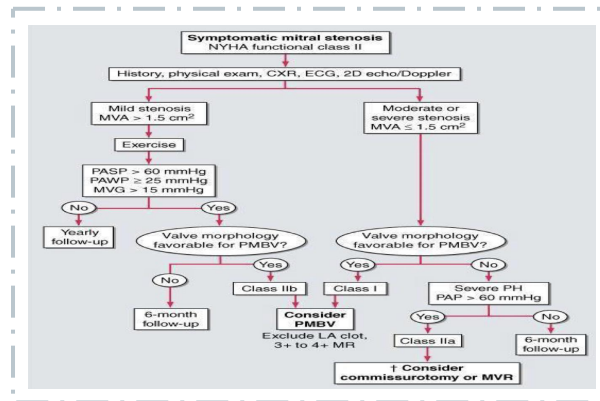 Symptomatic mitral stenosis
NYHA functional class II
History, physical exam, CXR, ECG, 2D echo/Doppler
Mild stenosis
MVA > 1.5 cm²
Moderate or
severe stenosis
MVA ≤ 1.5 cm²
Exercise
PASP > 60 mmHg
PAWP ≥ 25 mmHg
MVG > 15 mmHg
No
Yes
Yearly
follow-up
Valve morphology
favorable for PMBV?
Valve morphology
favorable for PMBV?
No
Yes
Yes
No
6-month
follow-up
Class IIb
Class I
Severe PH
PAP > 60 mmHg
Consider
PMBV
Exclude LA clot,
3+ to 4+ MR
Yes
No
Class IIa
6-month
follow-up
† Consider
commissurotomy or MVR